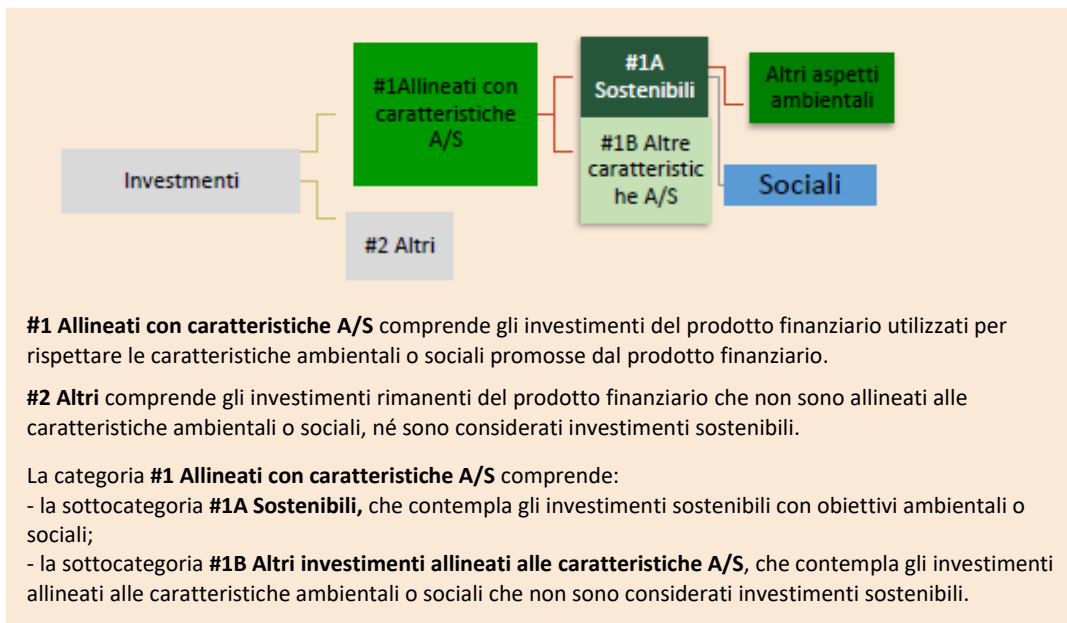 #1A
Sostenibili
Altri aspetti
ambientali
#1Allineati con
caratteristiche
A/S
#1B Altre
caratteristic
he A/S
Investmenti
Sociali
#2 Altri
#1 Allineati con caratteristiche A/S comprende gli investimenti del prodotto finanziario utilizzati per
rispettare le caratteristiche ambientali o sociali promosse dal prodotto finanziario.
#2 Altri comprende gli investimenti rimanenti del prodotto finanziario che non sono allineati alle
caratteristiche ambientali o sociali, né sono considerati investimenti sostenibili.
La categoria #1 Allineati con caratteristiche A/S comprende:
- la sottocategoria #1A Sostenibili, che contempla gli investimenti sostenibili con obiettivi ambientali o
sociali;
- la sottocategoria #1B Altri investimenti allineati alle caratteristiche A/S, che contempla gli investimenti
allineati alle caratteristiche ambientali o sociali che non sono considerati investimenti sostenibili.